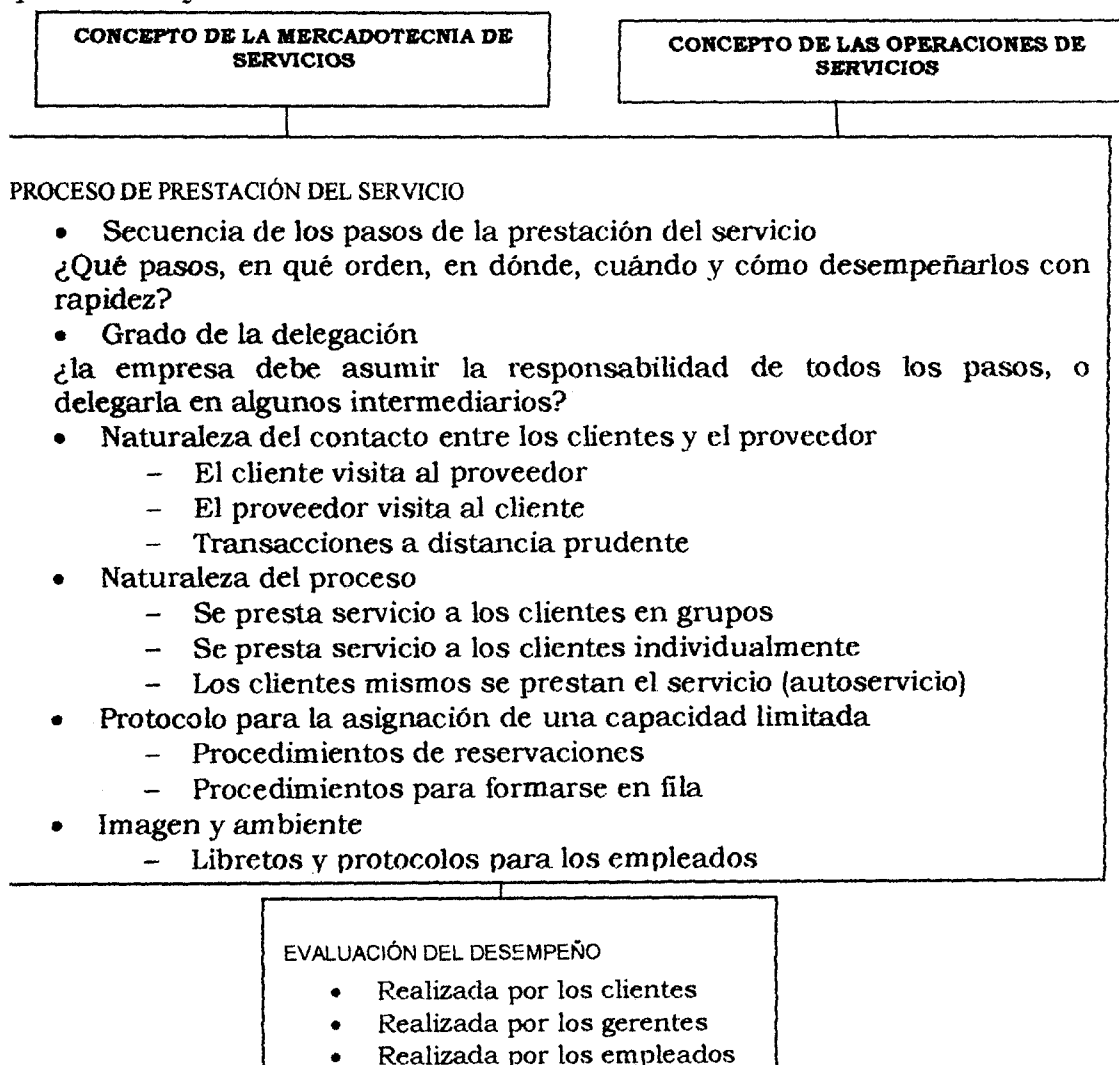 CONCEPTO DE LA MERCADOTECNIA DE
SERVICIOS
CONCEPTO DE LAS OPERACIONES DE
SERVICIOS
PROCESO DE PRESTACIÓN DEL SERVICIO
• Secuencia de los pasos de la prestación del servicio
¿Qué pasos, en qué orden, en dónde, cuándo y cómo desempeñarlos con
rapidez?
• Grado de la delegación
¿la empresa debe asumir la responsabilidad de todos los pasos, o
delegarla en algunos intermediarios?
• Naturaleza del contacto entre los clientes y el proveedor
– El cliente visita al proveedor
– El proveedor visita al cliente
– Transacciones a distancia prudente
• Naturaleza del proceso
– Se presta servicio a los clientes en grupos
– Se presta servicio a los clientes individualmente
– Los clientes mismos se prestan el servicio (autoservicio)
• Protocolo para la asignación de una capacidad limitada
– Procedimientos de reservaciones
– Procedimientos para formarse en fila
• Imagen y ambiente
– Libretos y protocolos para los empleados
EVALUACIÓN DEL DESEMPEÑO
• Realizada por los clientes
• Realizada por los gerentes
• Realizada por los empleados